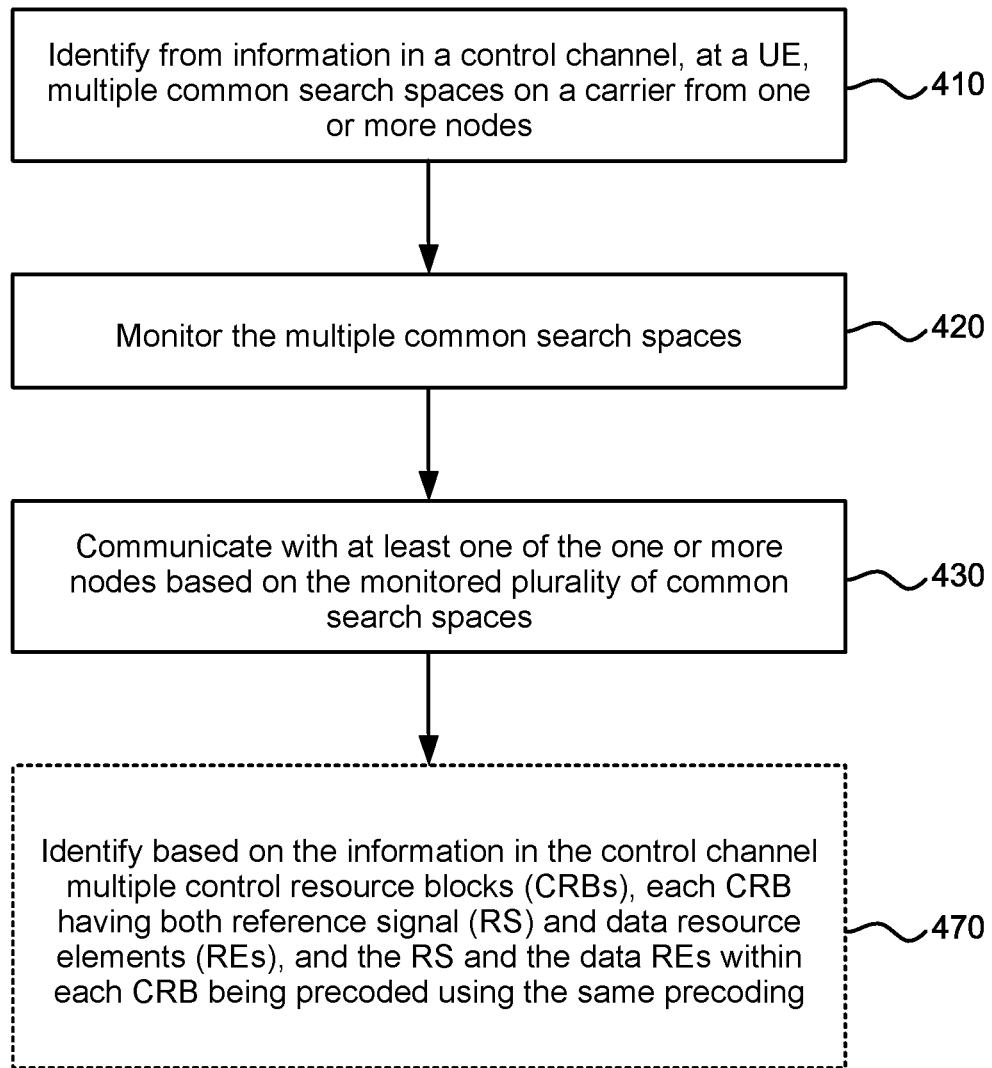 Identify from information in a control channel, at a UE,
multiple common search spaces on a carrier from one
or more nodes
410
Monitor the multiple common search spaces
420
Communicate with at least one of the one or more
nodes based on the monitored plurality of common
search spaces
430
Identify based on the information in the control channel
multiple control resource blocks (CRBs), each CRB
having both reference signal (RS) and data resource
elements (REs), and the RS and the data REs within
each CRB being precoded using the same precoding
470